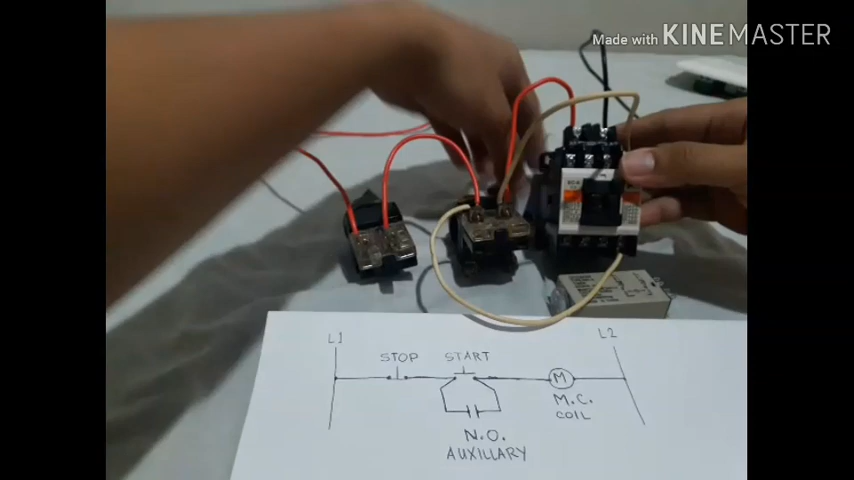 Made with KINEMASTER
L1
L2
STOP START
M
M.C.
COIL
N.O.
AUXILLARY